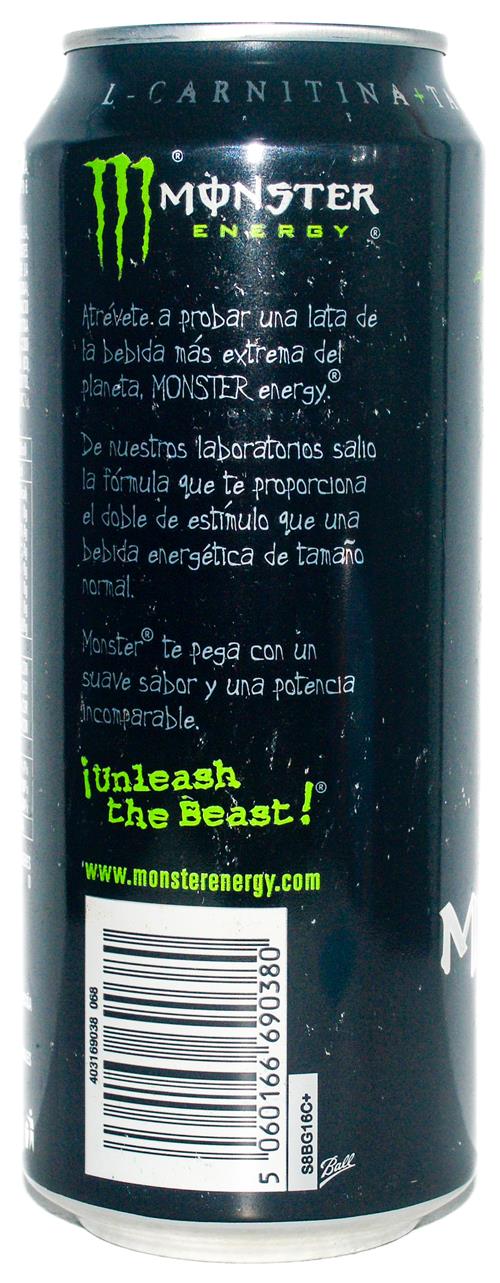 L-CARNITINA+TA
MONSTER
ENERGY
Atrévete a probar una lata de
la bebida más extrema del
planeta, MONSTER energy.®
De nuestros laboratorios salio
la fórmula que te proporciona
el doble de estímulo que una
bebida energética de tamaño
normal.
Monster® te pega con un
suave sabor y una potencia
incomparable.
¡Unleash
the Beast!®
www.monsterenergy.com
403169038 068
5 060166 690380
S8BG16C+
Ball
M